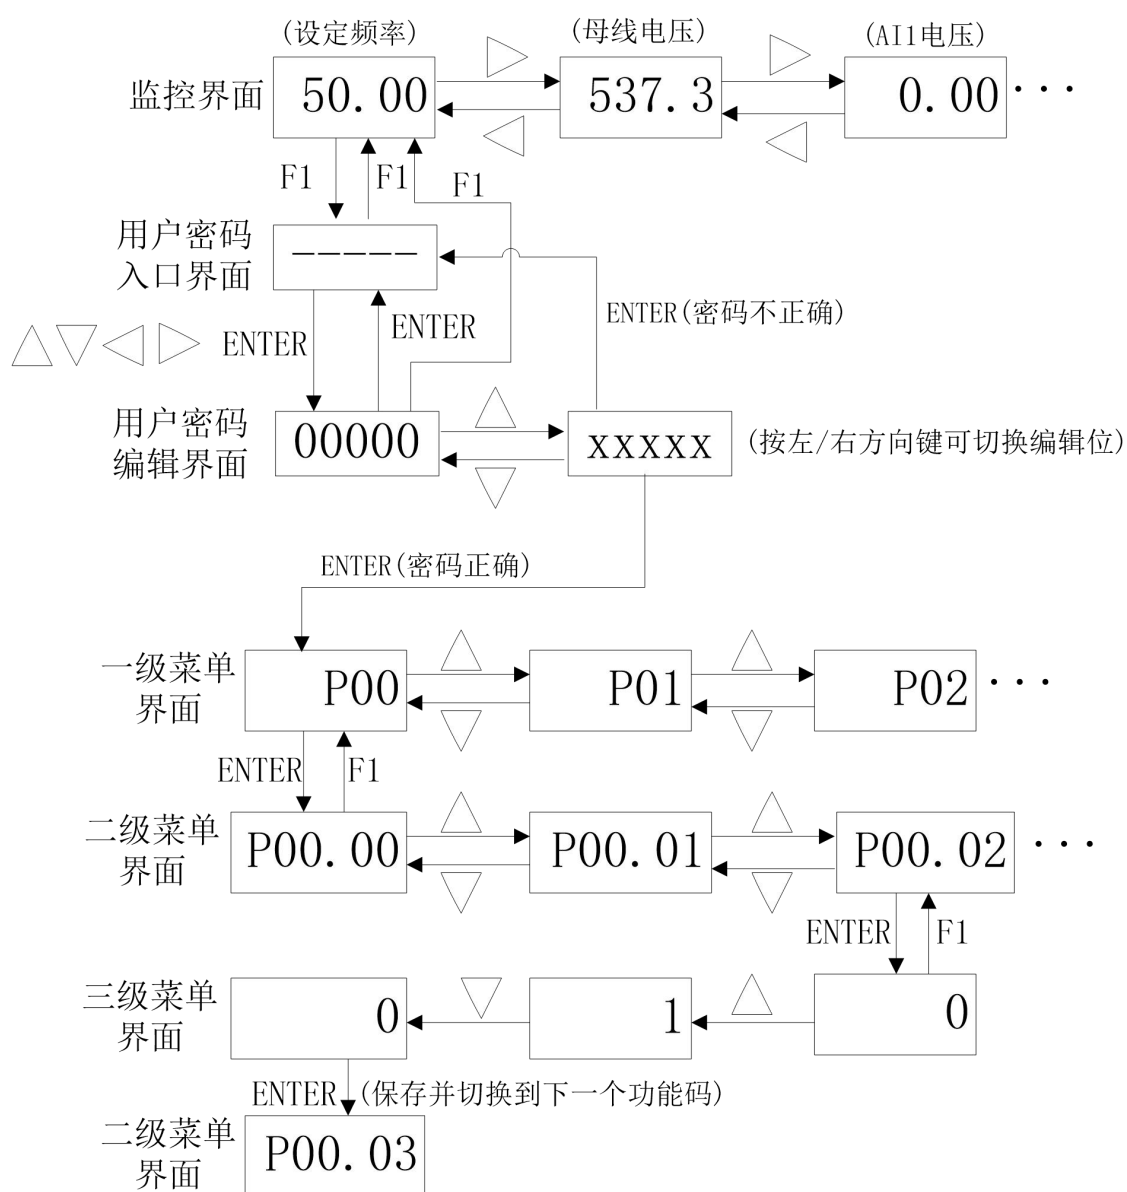 (设定频率) (母线电压) (AI1电压)
监控界面 50.00 537.3 0.00 ···
F1 F1 F1
用户密码
入口界面
-----
ENTER(密码不正确)
ENTER ENTER
用户密码
编辑界面
00000 xxxxx (按左/右方向键可切换编辑位)
ENTER(密码正确)
一级菜单
界面
P00 P01 P02 ···
ENTER F1
二级菜单
界面
P00.00 P00.01 P00.02 ···
ENTER F1
三级菜单
界面
0 1 0
ENTER (保存并切换到下一个功能码)
二级菜单
界面
P00.03